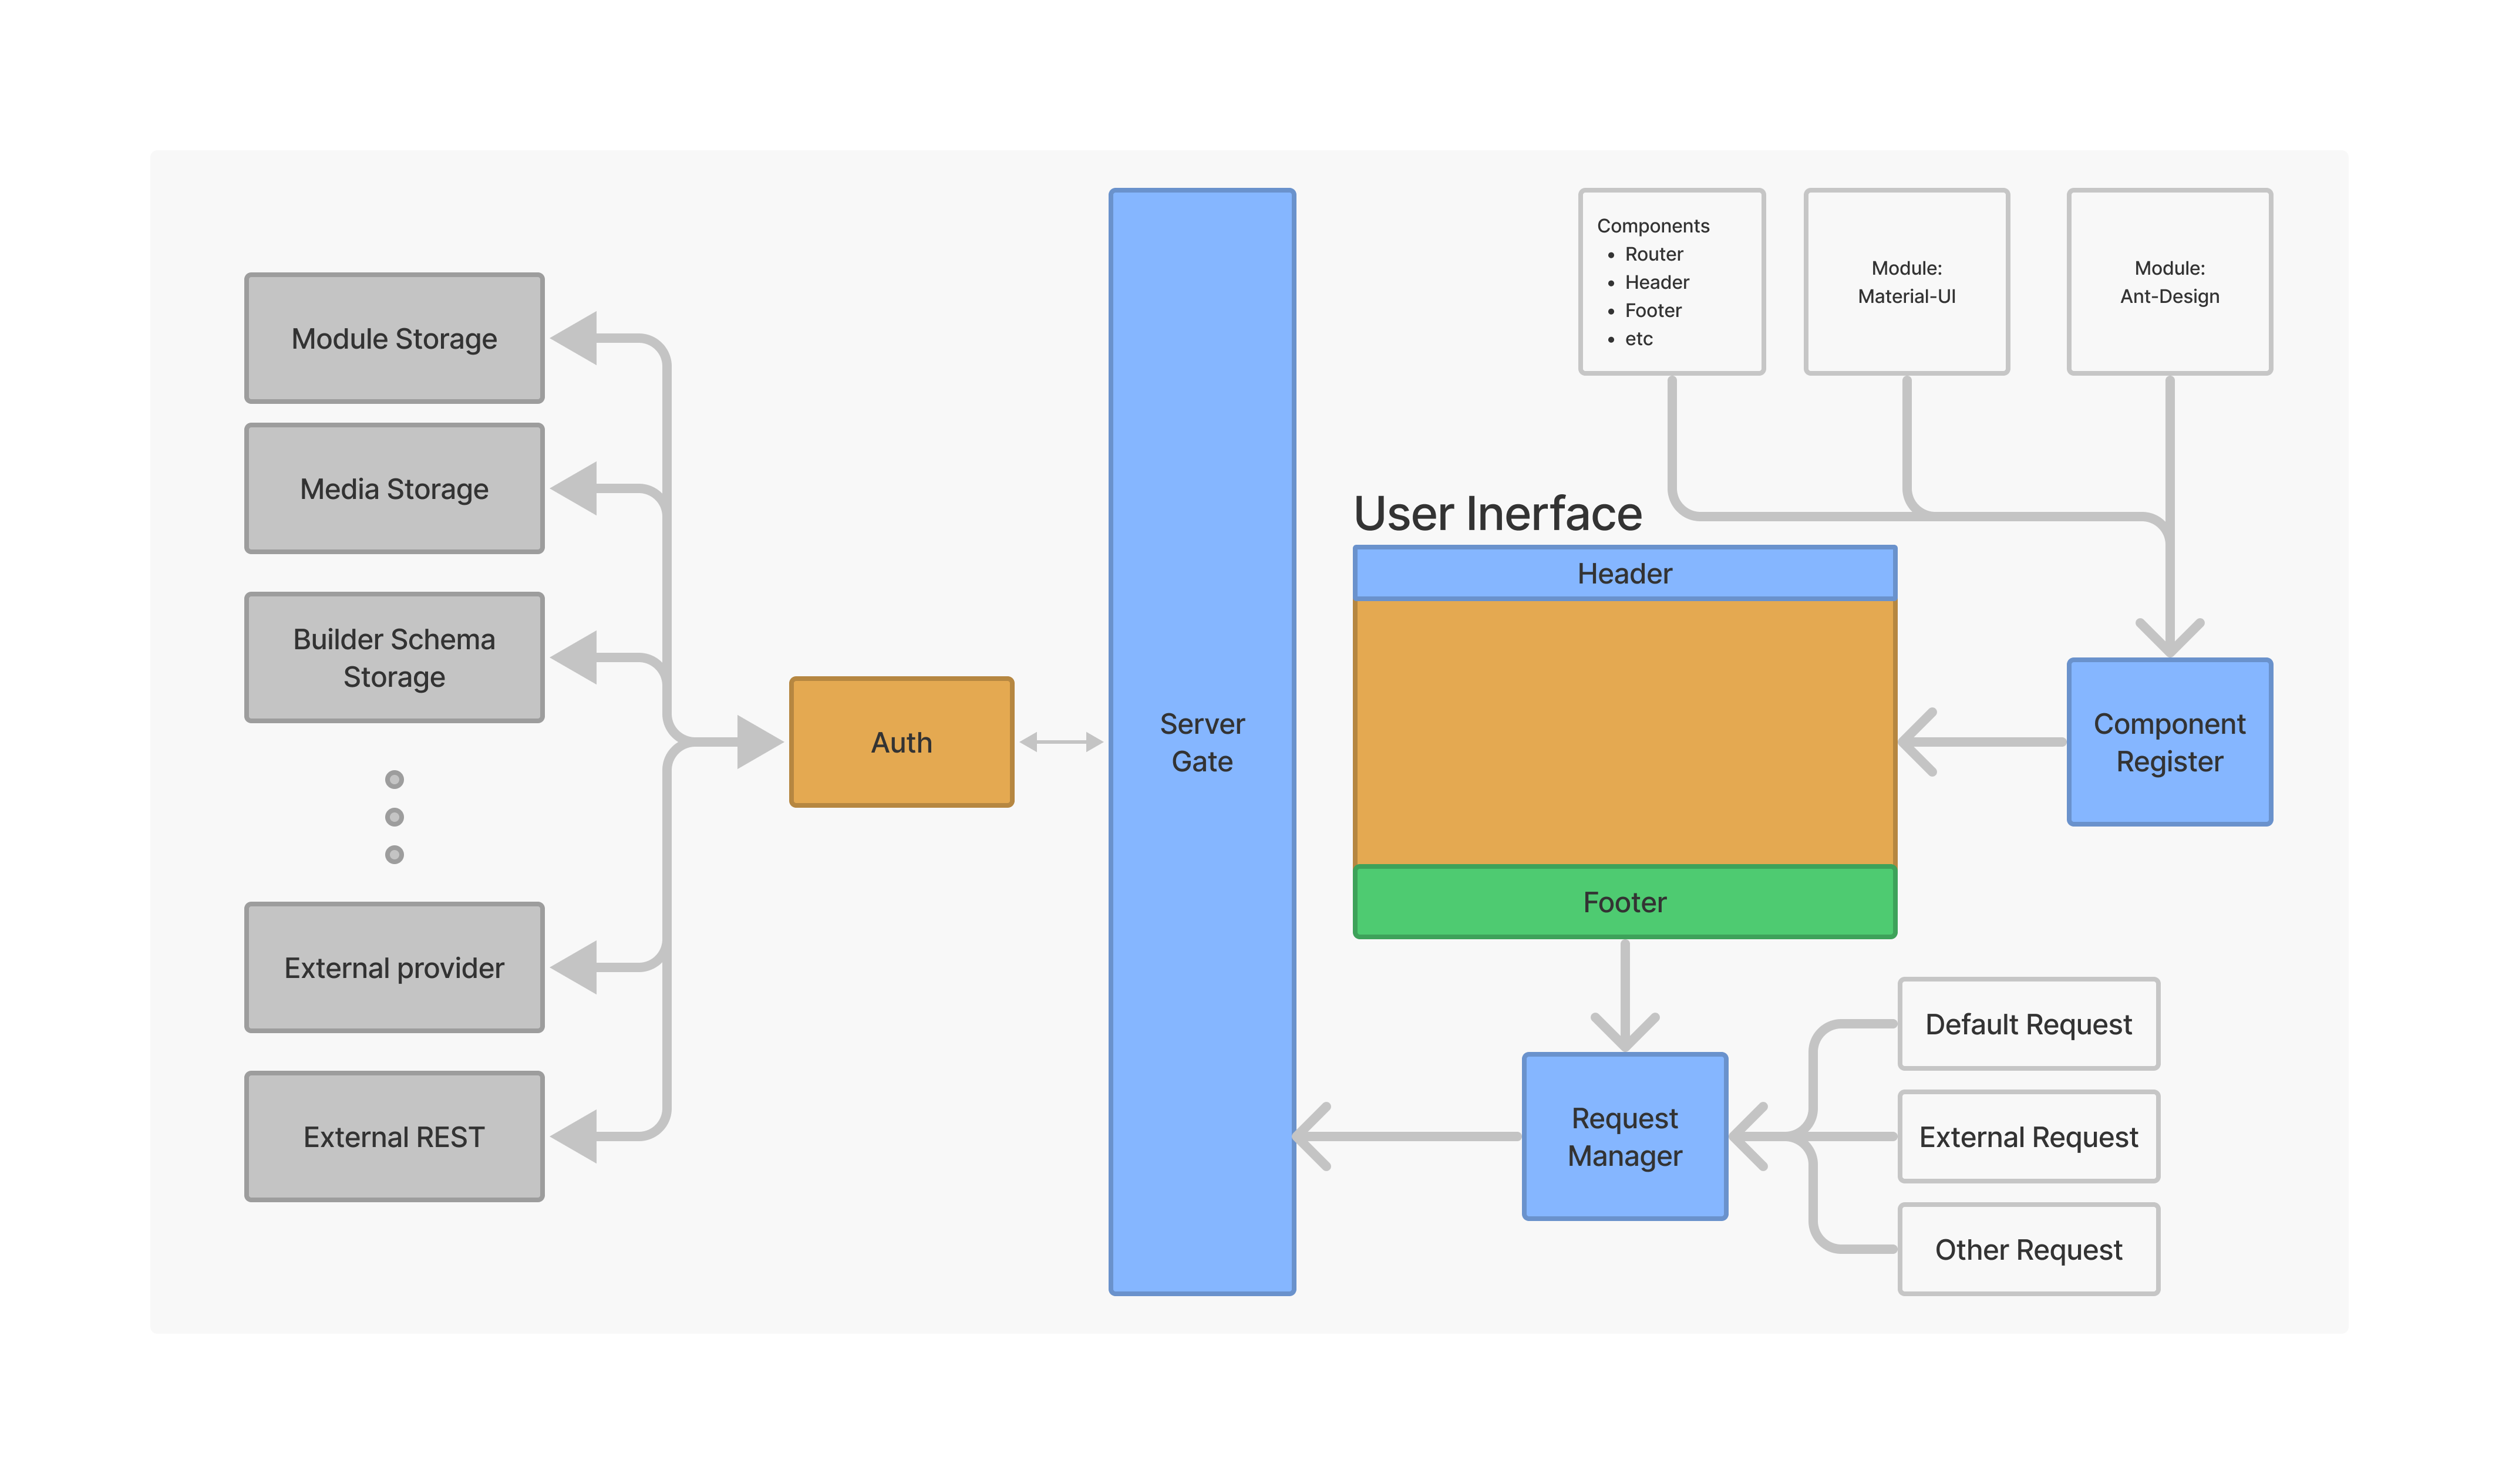 Module Storage
Media Storage
Builder Schema
Storage
External provider
External REST
Auth
Server
Gate
Components
• Router
• Header
• Footer
• etc
Module:
Material-UI
Module:
Ant-Design
User Inerface
Header
Footer
Component
Register
Request
Manager
Default Request
External Request
Other Request